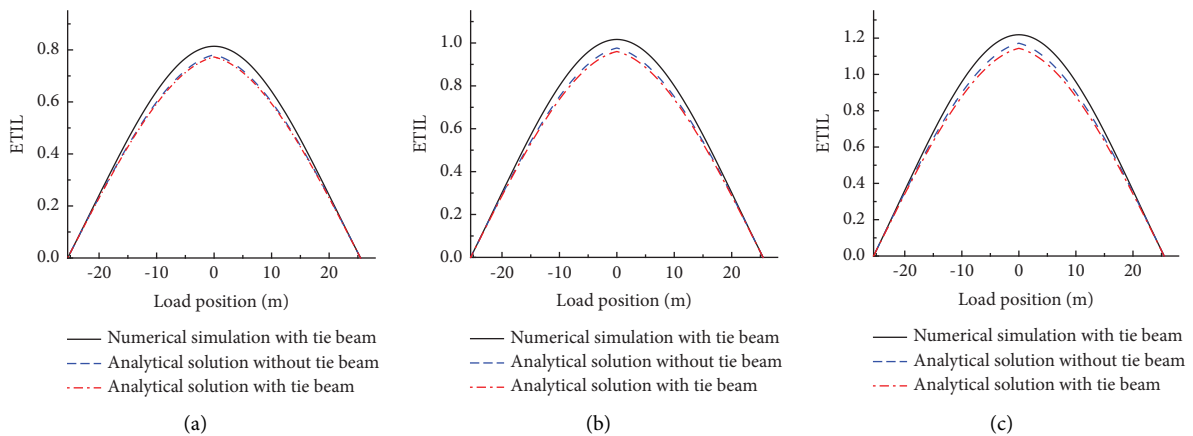 ETIL
0.8
0.6
0.4
0.2
0.0
-20 -10 0 10 20
Load position (m)
Numerical simulation with tie beam
Analytical solution without tie beam
Analytical solution with tie beam
(a)
ETIL
1.0
0.8
0.6
0.4
0.2
0.0
-20 -10 0 10 20
Load position (m)
Numerical simulation with tie beam
Analytical solution without tie beam
Analytical solution with tie beam
(b)
ETIL
1.2
1.0
0.8
0.6
0.4
0.2
0.0
-20 -10 0 10 20
Load position (m)
Numerical simulation with tie beam
Analytical solution without tie beam
Analytical solution with tie beam
(c)